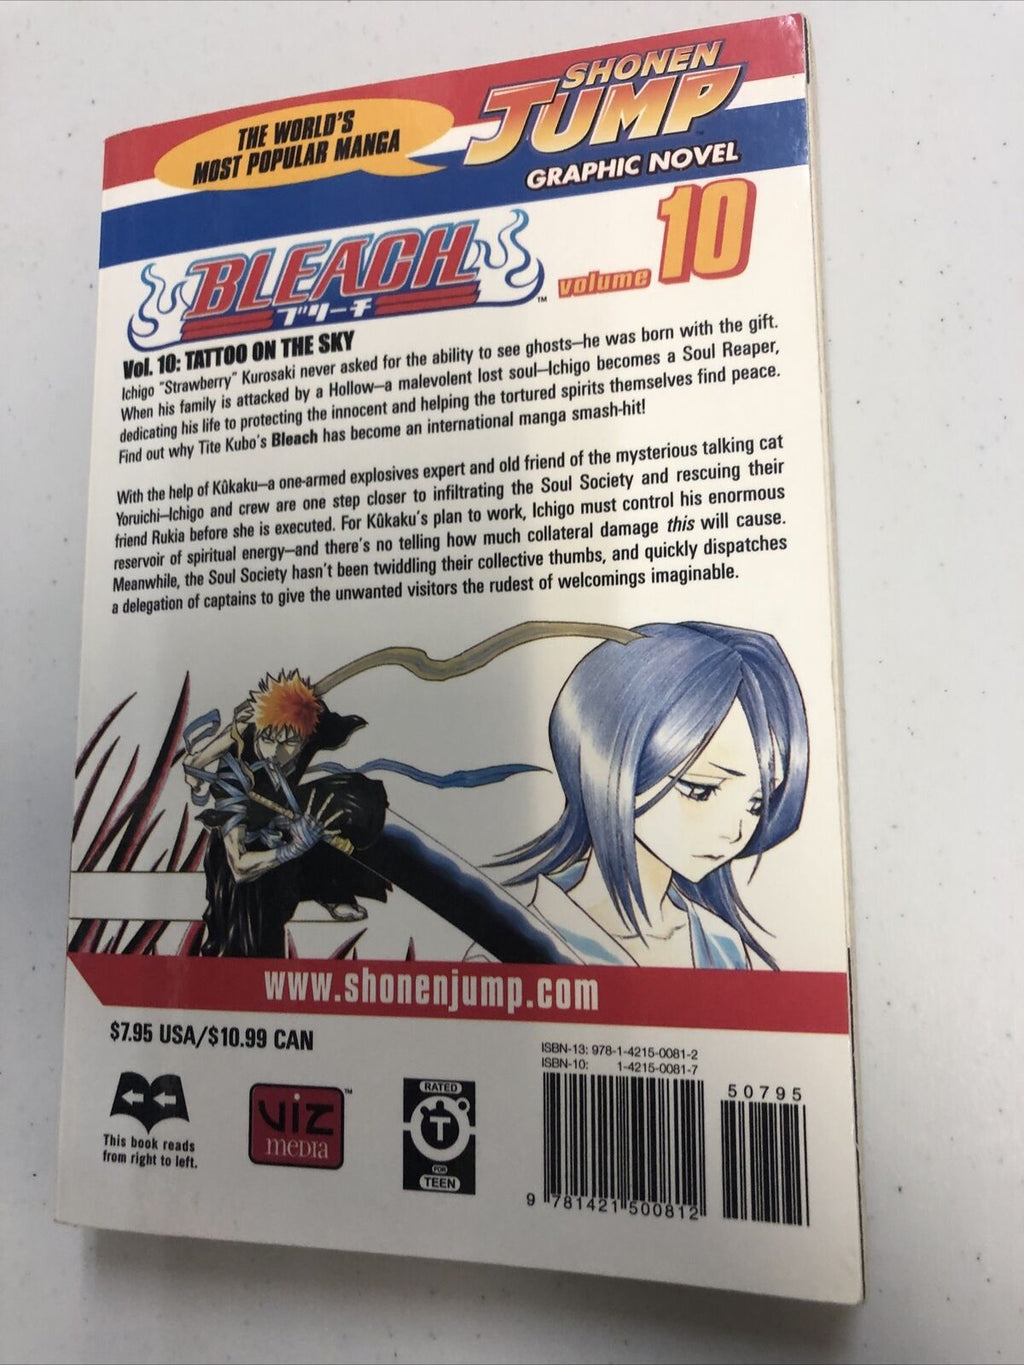 THE WORLD'S
MOST POPULAR MANGA
SHONEN
JUMP
GRAPHIC NOVEL
BLEACH
ブリーチ
™
volume 10
Vol. 10: TATTOO ON THE SKY
Ichigo "Strawberry" Kurosaki never asked for the ability to see ghosts—he was born with the gift.
When his family is attacked by a Hollow—a malevolent lost soul—Ichigo becomes a Soul Reaper,
dedicating his life to protecting the innocent and helping the tortured spirits themselves find peace.
Find out why Tite Kubo's Bleach has become an international manga smash-hit!
With the help of Kûkaku—a one-armed explosives expert and old friend of the mysterious talking cat
Yoruichi—Ichigo and crew are one step closer to infiltrating the Soul Society and rescuing their
friend Rukia before she is executed. For Kûkaku's plan to work, Ichigo must control his enormous
reservoir of spiritual energy—and there's no telling how much collateral damage this will cause.
Meanwhile, the Soul Society hasn't been twiddling their collective thumbs, and quickly dispatches
a delegation of captains to give the unwanted visitors the rudest of welcomings imaginable.
www.shonenjump.com
$7.95 USA/$10.99 CAN
This book reads
from right to left.
VIZ
MEDIA
™
RATED
T
FOR
TEEN
ISBN-13: 978-1-4215-0081-2
ISBN-10: 1-4215-0081-7
50795
9 781421 500812